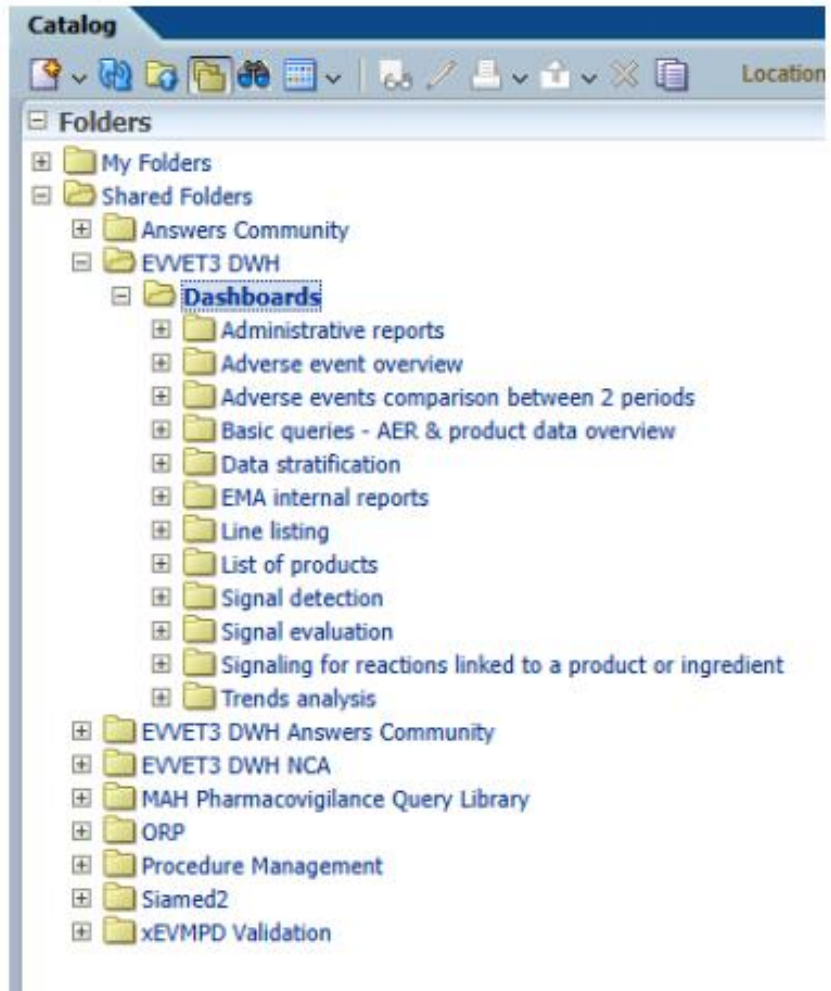 Catalog
Location
Folders
My Folders
Shared Folders
Answers Community
EVVET3 DWH
Dashboards
Administrative reports
Adverse event overview
Adverse events comparison between 2 periods
Basic queries - AER & product data overview
Data stratification
EMA internal reports
Line listing
List of products
Signal detection
Signal evaluation
Signaling for reactions linked to a product or ingredient
Trends analysis
EVVET3 DWH Answers Community
EVVET3 DWH NCA
MAH Pharmacovigilance Query Library
ORP
Procedure Management
Siamed2
xEVMPD Validation